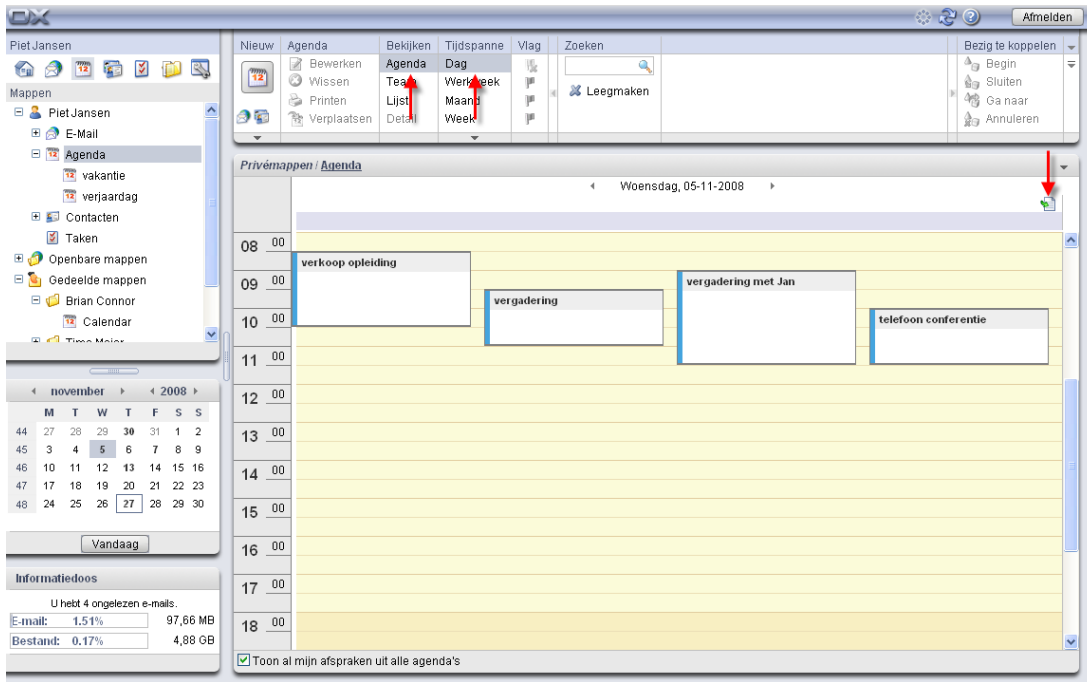 OX
Afmelden
Piet Jansen
Mappen
Piet Jansen
E-Mail
Agenda
vakantie
verjaardag
Contacten
Taken
Openbare mappen
Gedeelde mappen
Brian Connor
Calendar
november 2008
M T W T F S S
44 27 28 29 30 31 1 2
45 3 4 5 6 7 8 9
46 10 11 12 13 14 15 16
47 17 18 19 20 21 22 23
48 24 25 26 27 28 29 30
Vandaag
Informatiedoos
U hebt 4 ongelezen e-mails.
E-mail: 1.51% 97,66 MB
Bestand: 0.17% 4,88 GB
Nieuw Agenda Bekijken Tijdspanne Vlag Zoeken Bezig te koppelen
12 Bewerken Agenda Dag Begin
Wissen Team Werkweek Leegmaken Sluiten
Printen Lijst Maand Ga naar
Verplaatsen Detail Week Annuleren
Privémappen / Agenda
Woensdag, 05-11-2008
08 00
verkoop opleiding
09 00
vergadering met Jan
vergadering
10 00
telefoon conferentie
11 00
12 00
13 00
14 00
15 00
16 00
17 00
18 00
Toon al mijn afspraken uit alle agenda's